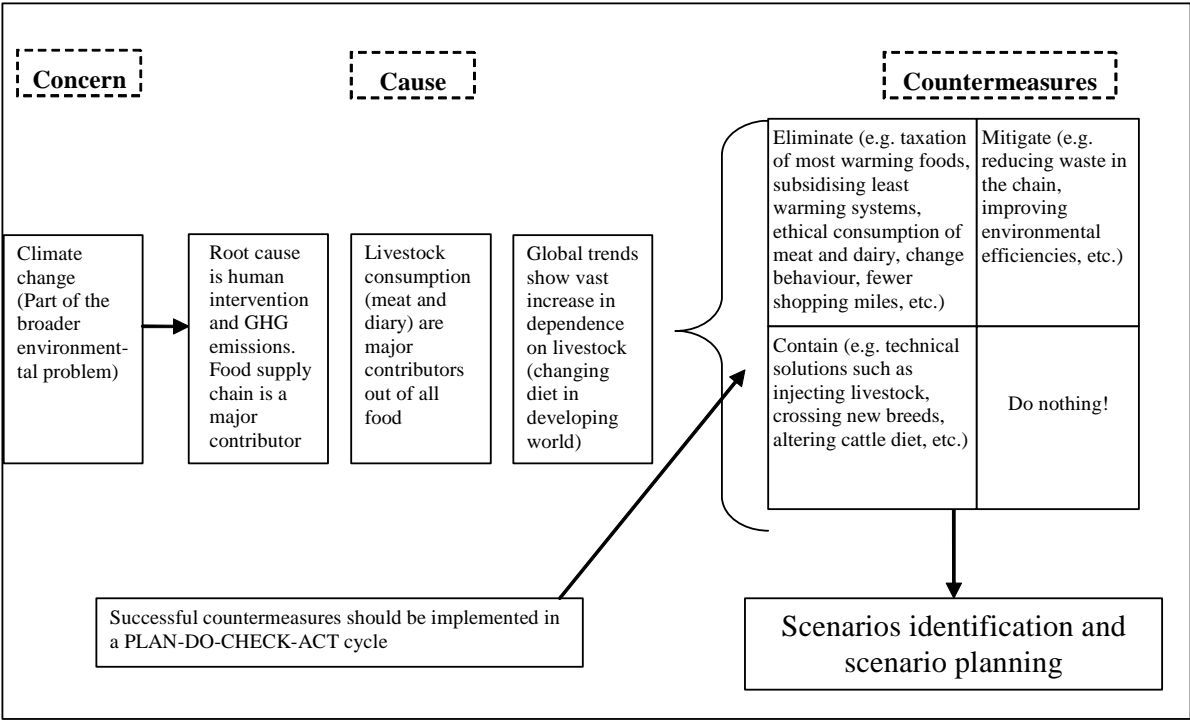 Concern
Cause
Countermeasures
Climate
change
(Part of the
broader
environmen-
tal problem)
Root cause
is human
intervention
and GHG
emissions.
Food supply
chain is a
major
contributor
Livestock
consumption
(meat and
diary) are
major
contributors
out of all
food
Global trends
show vast
increase in
dependence
on livestock
(changing
diet in
developing
world)
Eliminate (e.g. taxation
of most warming foods,
subsidising least
warming systems,
ethical consumption of
meat and dairy, change
behaviour, fewer
shopping miles, etc.)
Mitigate (e.g.
reducing waste in
the chain,
improving
environmental
efficiencies, etc.)
Contain (e.g. technical
solutions such as
injecting livestock,
crossing new breeds,
altering cattle diet, etc.)
Do nothing!
Successful countermeasures should be implemented in
a PLAN-DO-CHECK-ACT cycle
Scenarios identification and
scenario planning